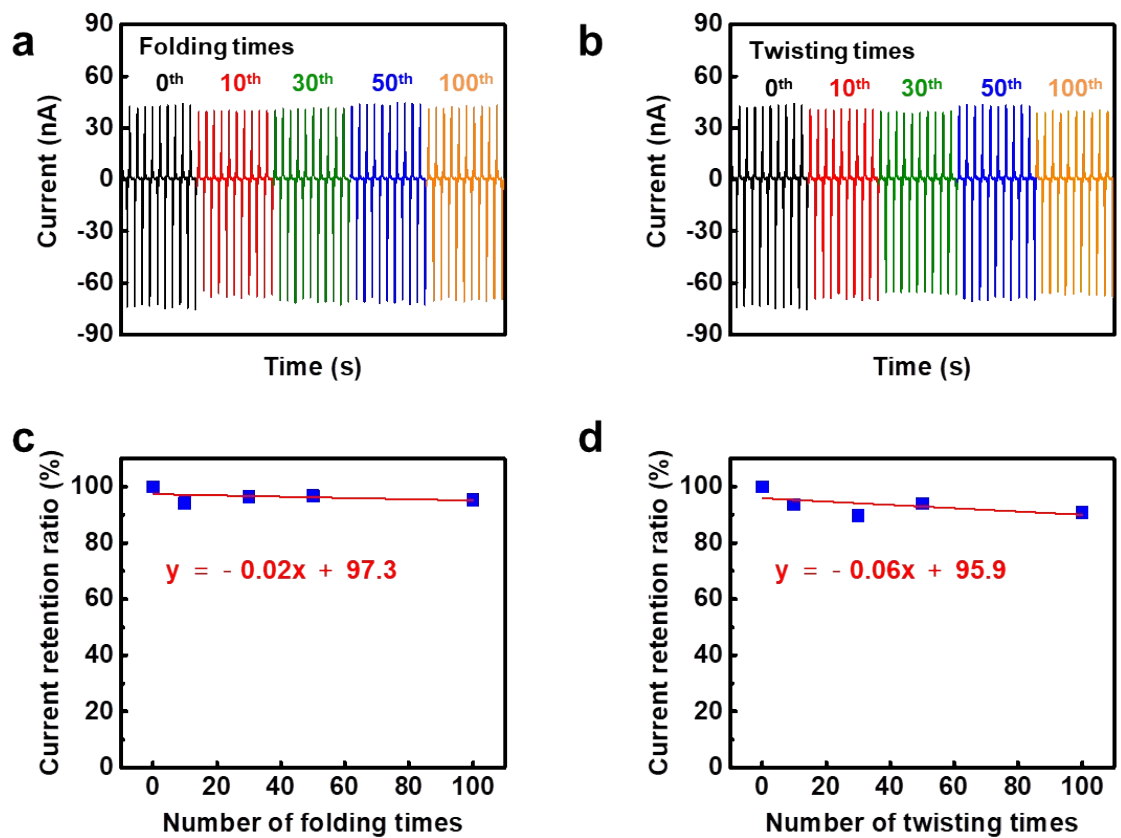 a
Folding times
0th 10th 30th 50th 100th
90
60
30
0
-30
-60
-90
Current (nA)
Time (s)
b
Twisting times
0th 10th 30th 50th 100th
90
60
30
0
-30
-60
-90
Current (nA)
Time (s)
c
100
80
60
40
20
0
Current retention ratio (%)
y = - 0.02x + 97.3
0 20 40 60 80 100
Number of folding times
d
100
80
60
40
20
0
Current retention ratio (%)
y = - 0.06x + 95.9
0 20 40 60 80 100
Number of twisting times